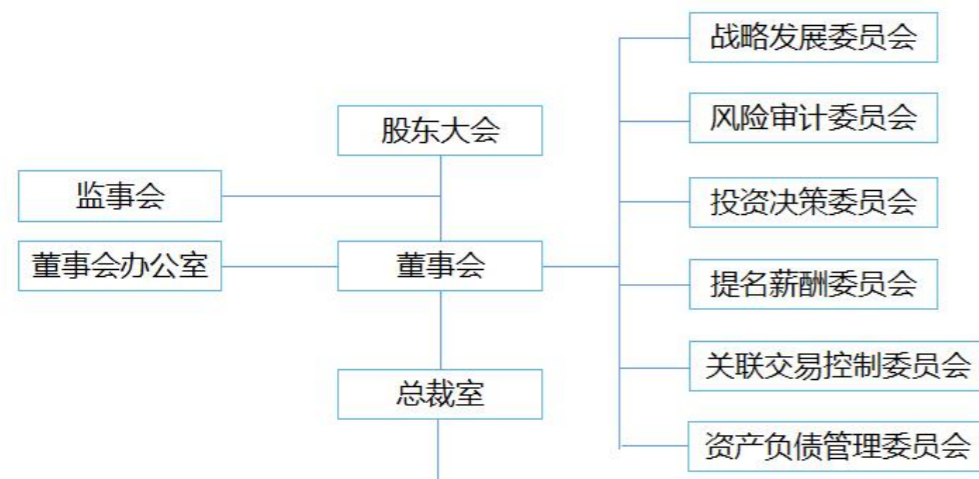 战略发展委员会
风险审计委员会
股东大会
监事会
投资决策委员会
董事会办公室
董事会
提名薪酬委员会
关联交易控制委员会
总裁室
资产负债管理委员会